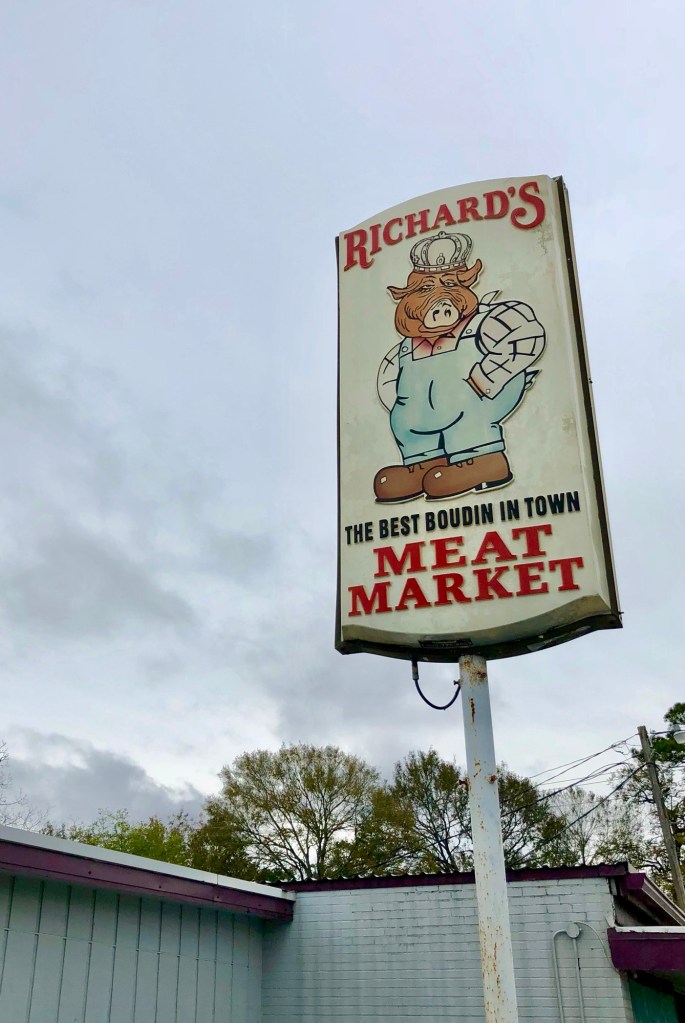 RICHARD'S
THE BEST BOUDIN IN TOWN
MEAT
MARKET